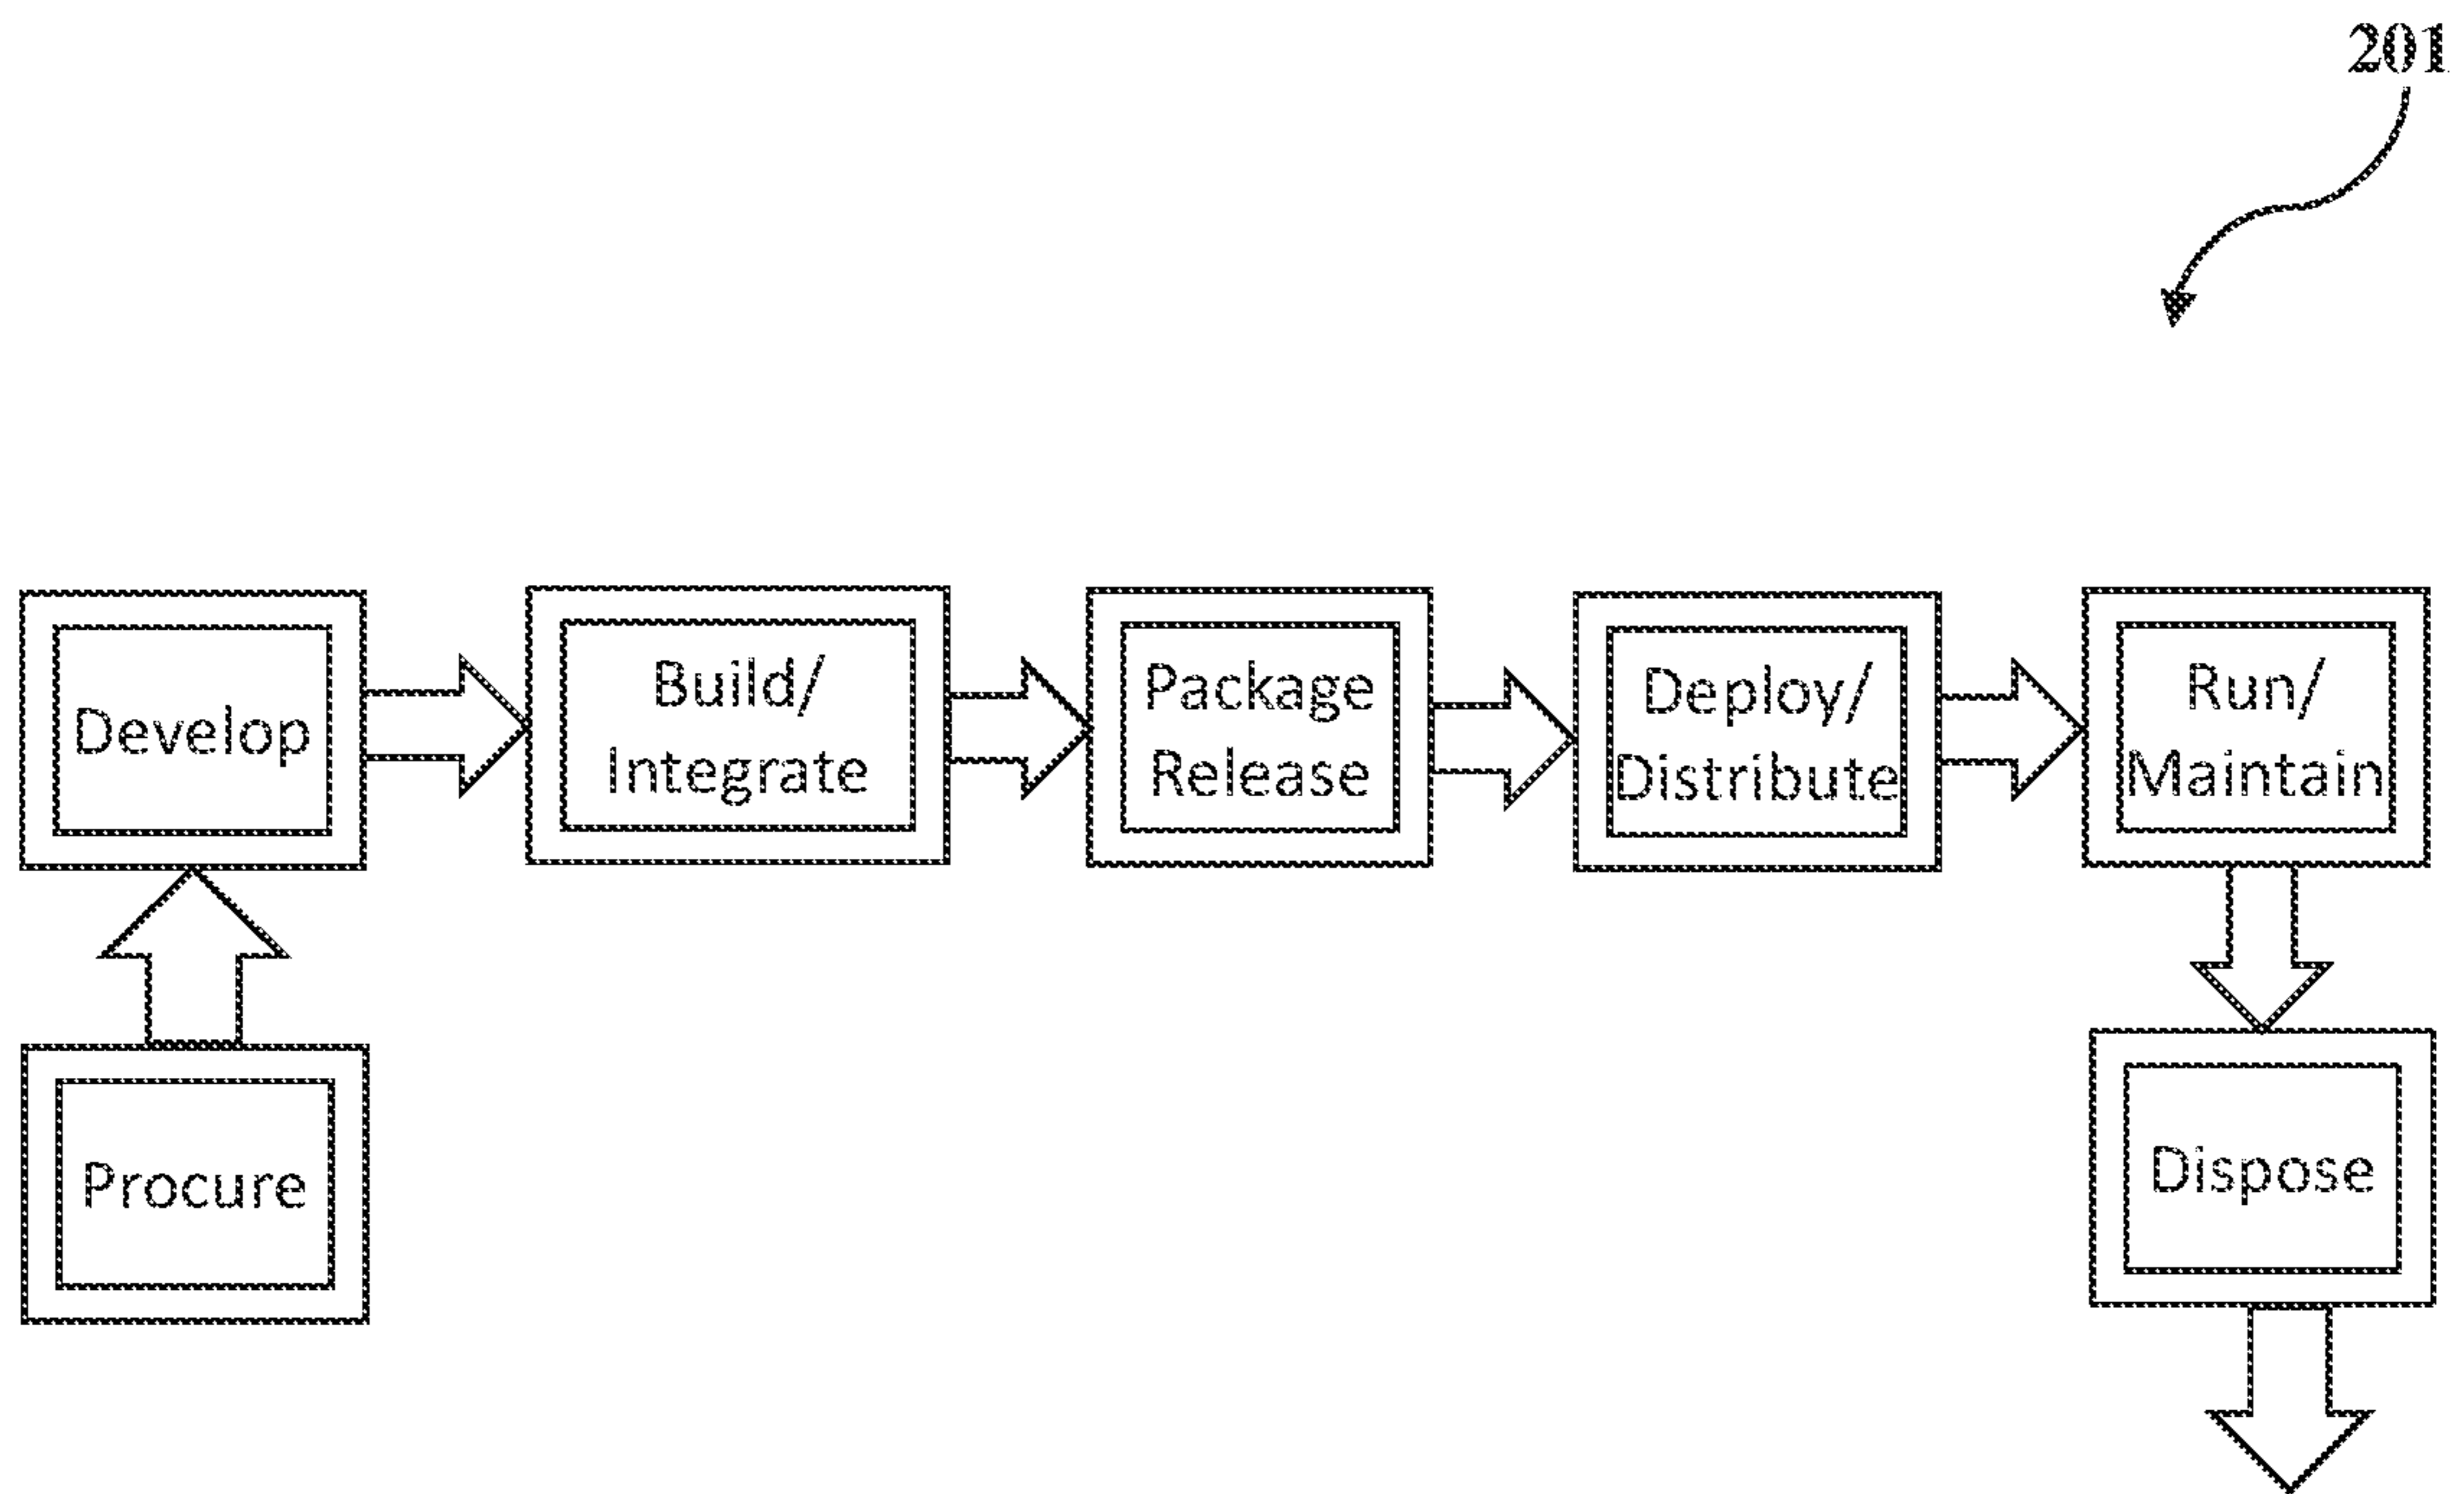 201
Develop
Build/
Integrate
Package
Release
Deploy/
Distribute
Run/
Maintain
Procure
Dispose